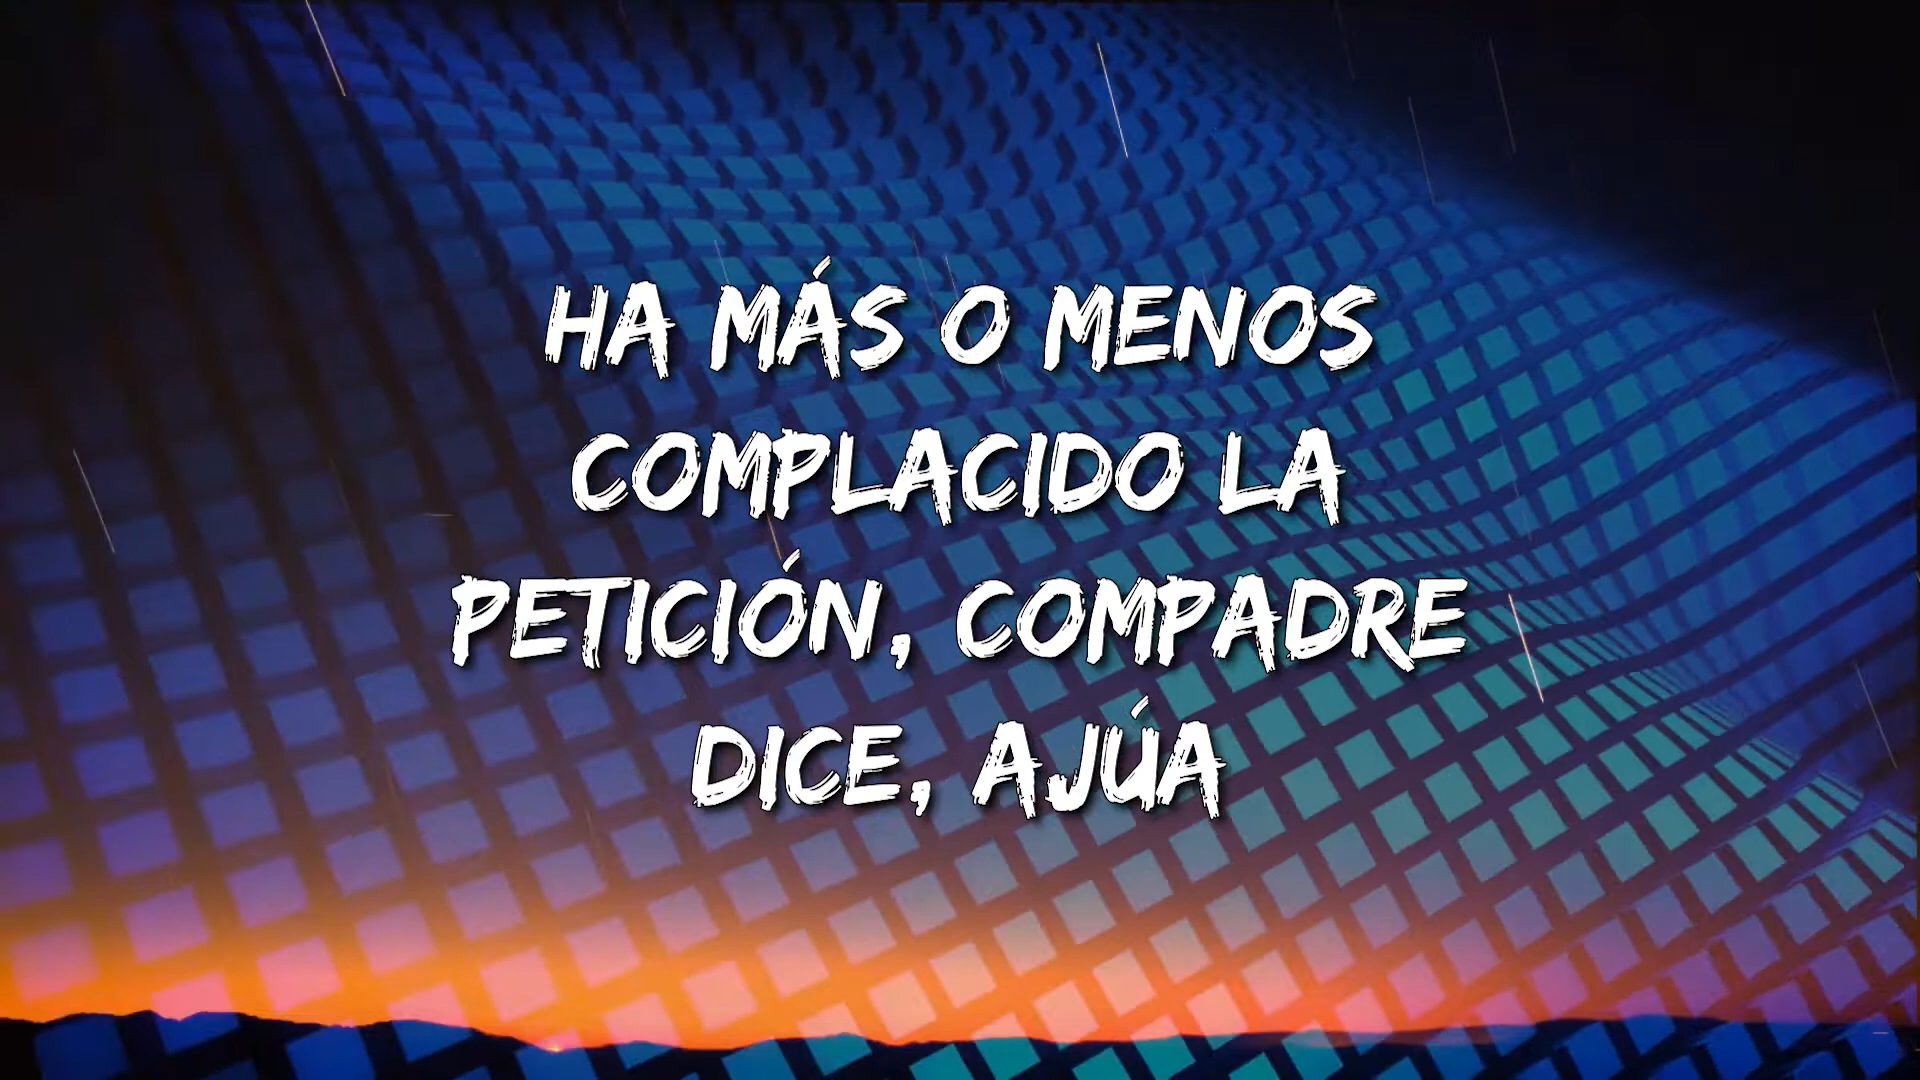 HA MÁS O MENOS
COMPLACIDO LA
PETICIÓN, COMPADRE
DICE, AJÚA